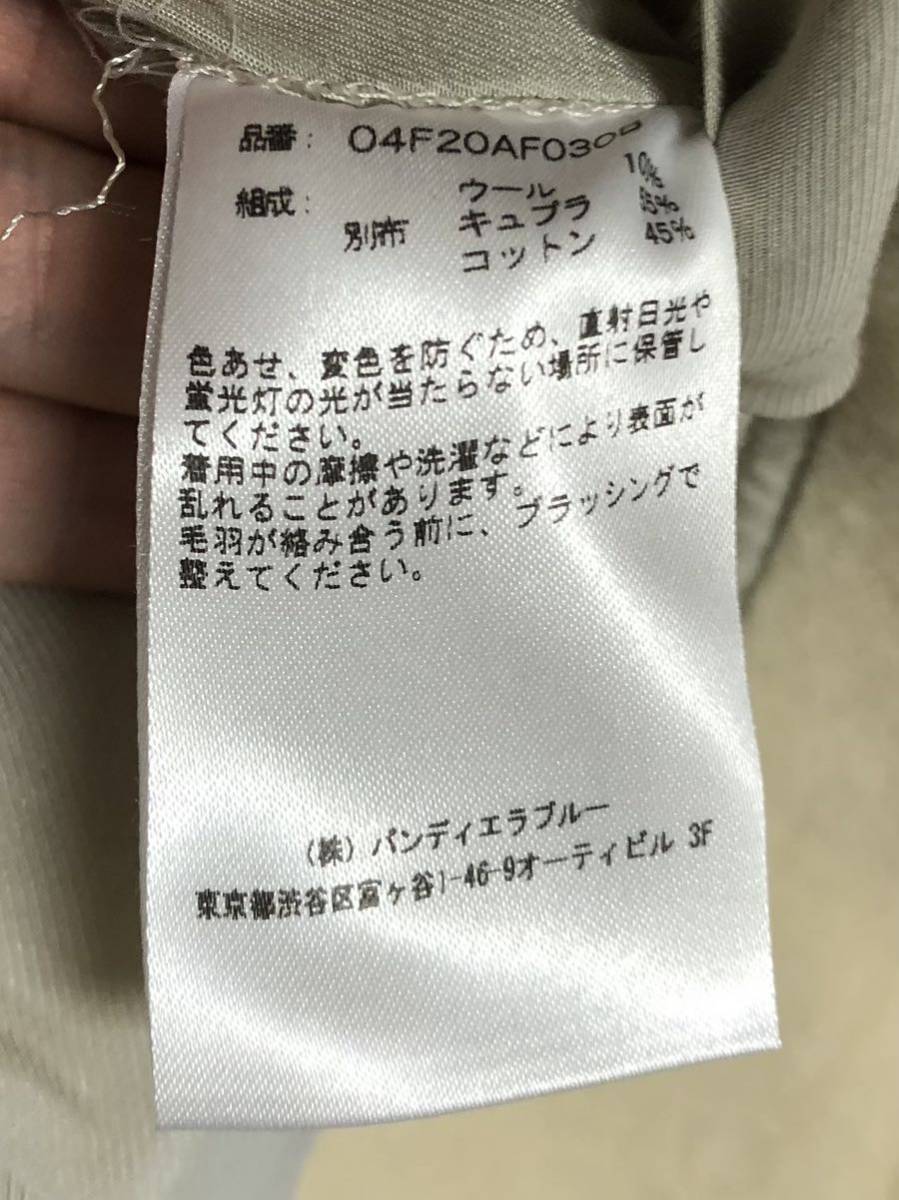 品番: 04F20AF030
組成: ウール
別布 キュプラ
コットン 45%
色あせ、変色を防ぐため、直射日光や
蛍光灯の光が当たらない場所に保管し
てください。
着用中の摩擦や洗濯などにより表面が
乱れることがあります。
毛羽が絡み合う前に、ブラッシングで
整えてください。
(株) バンディエラブルー
東京都渋谷区富ヶ谷1-46-9オーティビル 3F